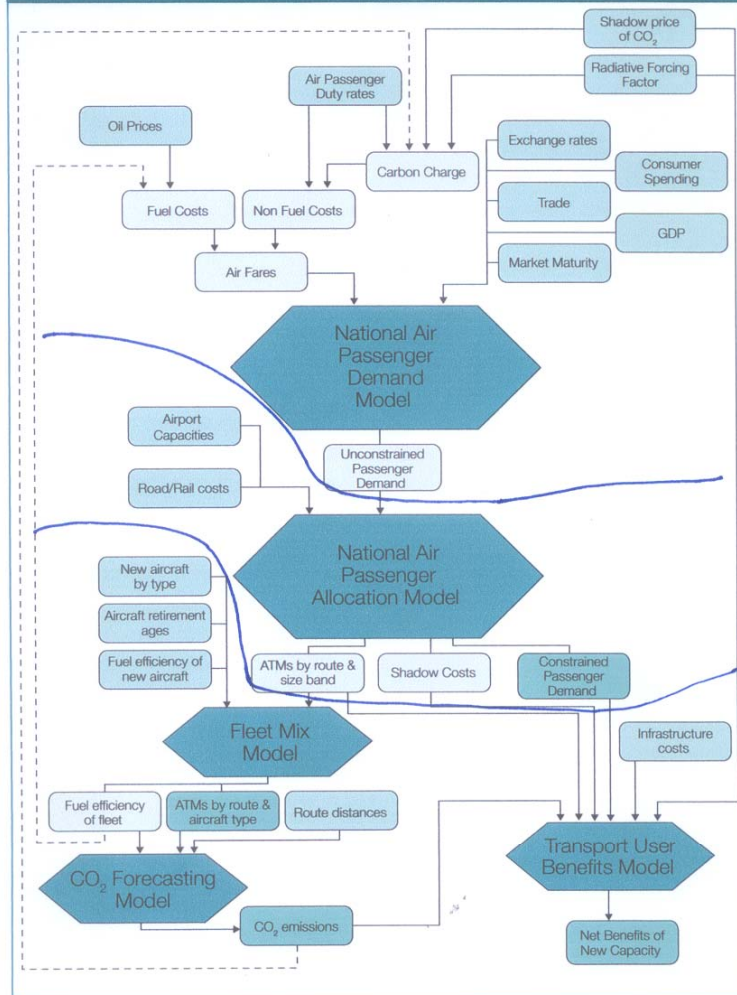 Shadow price
of CO₂
Radiative Forcing
Factor
Air Passenger
Duty rates
Oil Prices
Exchange rates
Consumer
Spending
Carbon Charge
Fuel Costs
Non Fuel Costs
Trade
GDP
Air Fares
Market Maturity
National Air
Passenger
Demand
Model
Airport
Capacities
Unconstrained
Passenger
Demand
Road/Rail costs
National Air
Passenger
Allocation Model
New aircraft
by type
Aircraft retirement
ages
Fuel efficiency of
new aircraft
ATMs by route &
size band
Shadow Costs
Constrained
Passenger
Demand
Fleet Mix
Model
Infrastructure
costs
Fuel efficiency
of fleet
ATMs by route &
aircraft type
Route distances
CO₂ Forecasting
Model
Transport User
Benefits Model
CO₂ emissions
Net Benefits of
New Capacity